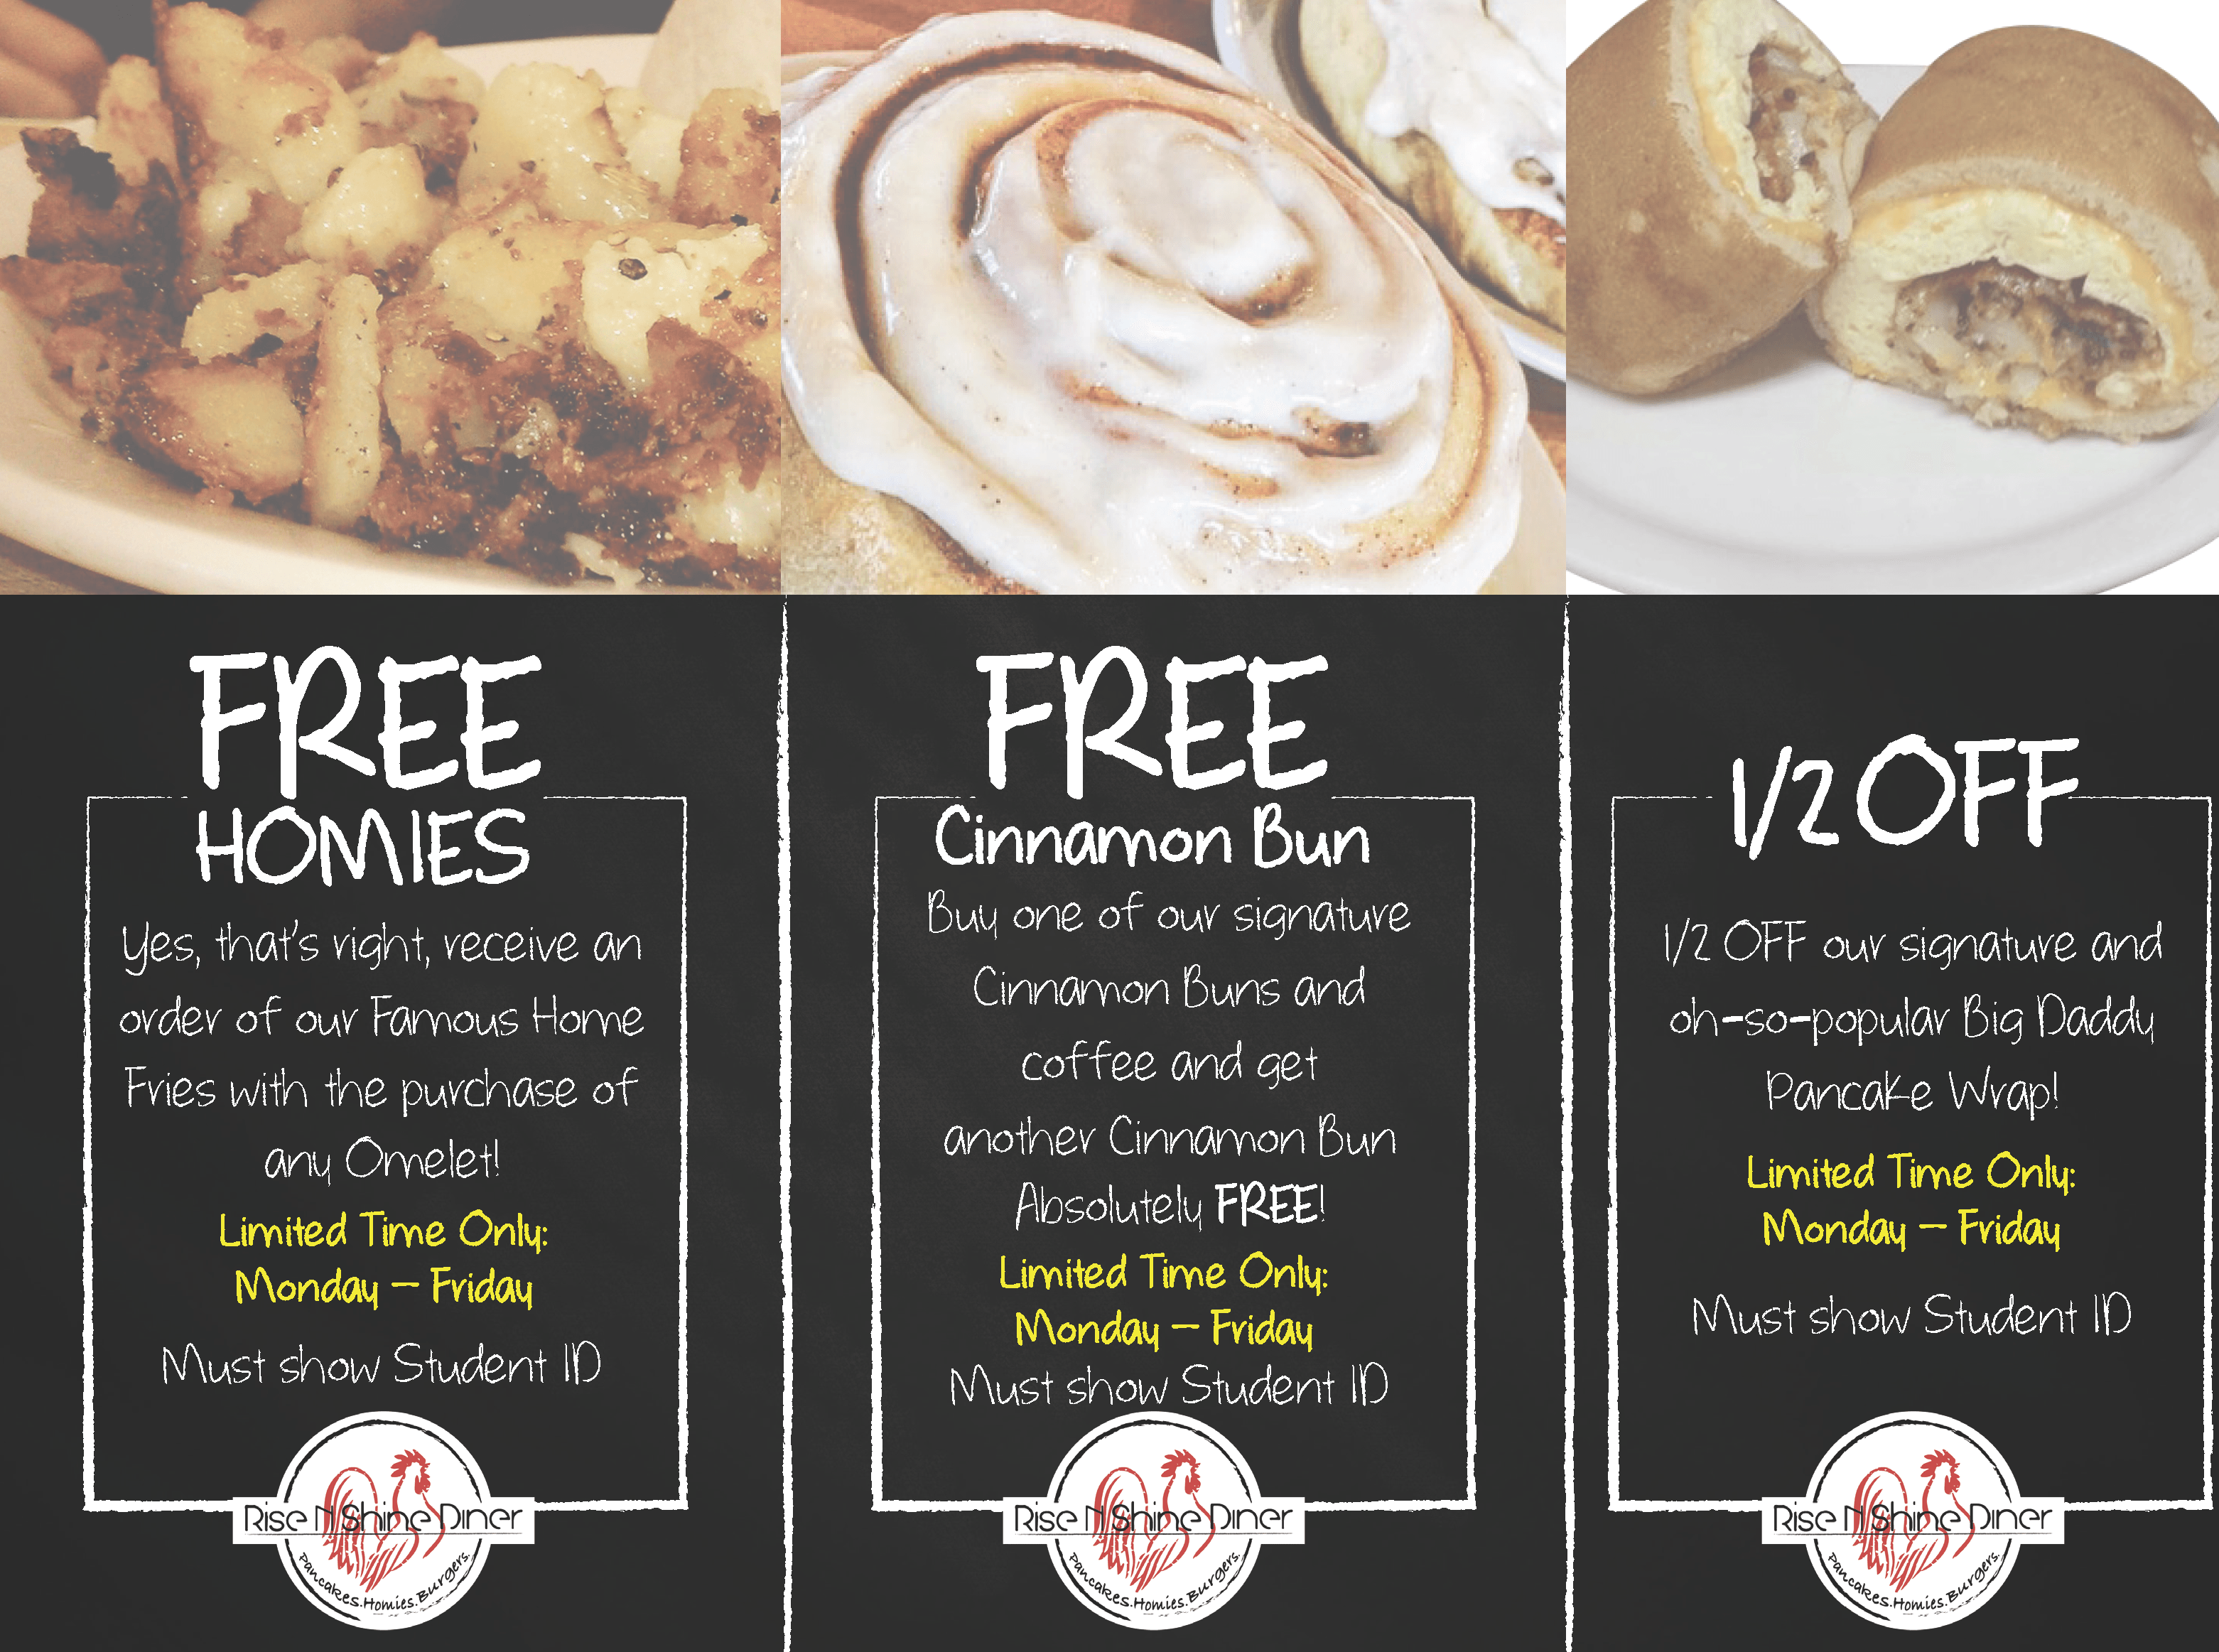 FREE
HOMIES
Yes, that's right, receive an
order of our Famous Home
Fries with the purchase of
any Omelet!
Limited Time Only:
Monday – Friday
Must show Student ID
Rise N Shine Diner
Pancakes.Homies.Burgers.
FREE
Cinnamon Bun
Buy one of our signature
Cinnamon Buns and
coffee and get
another Cinnamon Bun
Absolutely FREE!
Limited Time Only:
Monday – Friday
Must show Student ID
Rise N Shine Diner
Pancakes.Homies.Burgers.
1/2 OFF
1/2 OFF our signature and
oh-so-popular Big Daddy
Pancake Wrap!
Limited Time Only:
Monday – Friday
Must show Student ID
Rise N Shine Diner
Pancakes.Homies.Burgers.